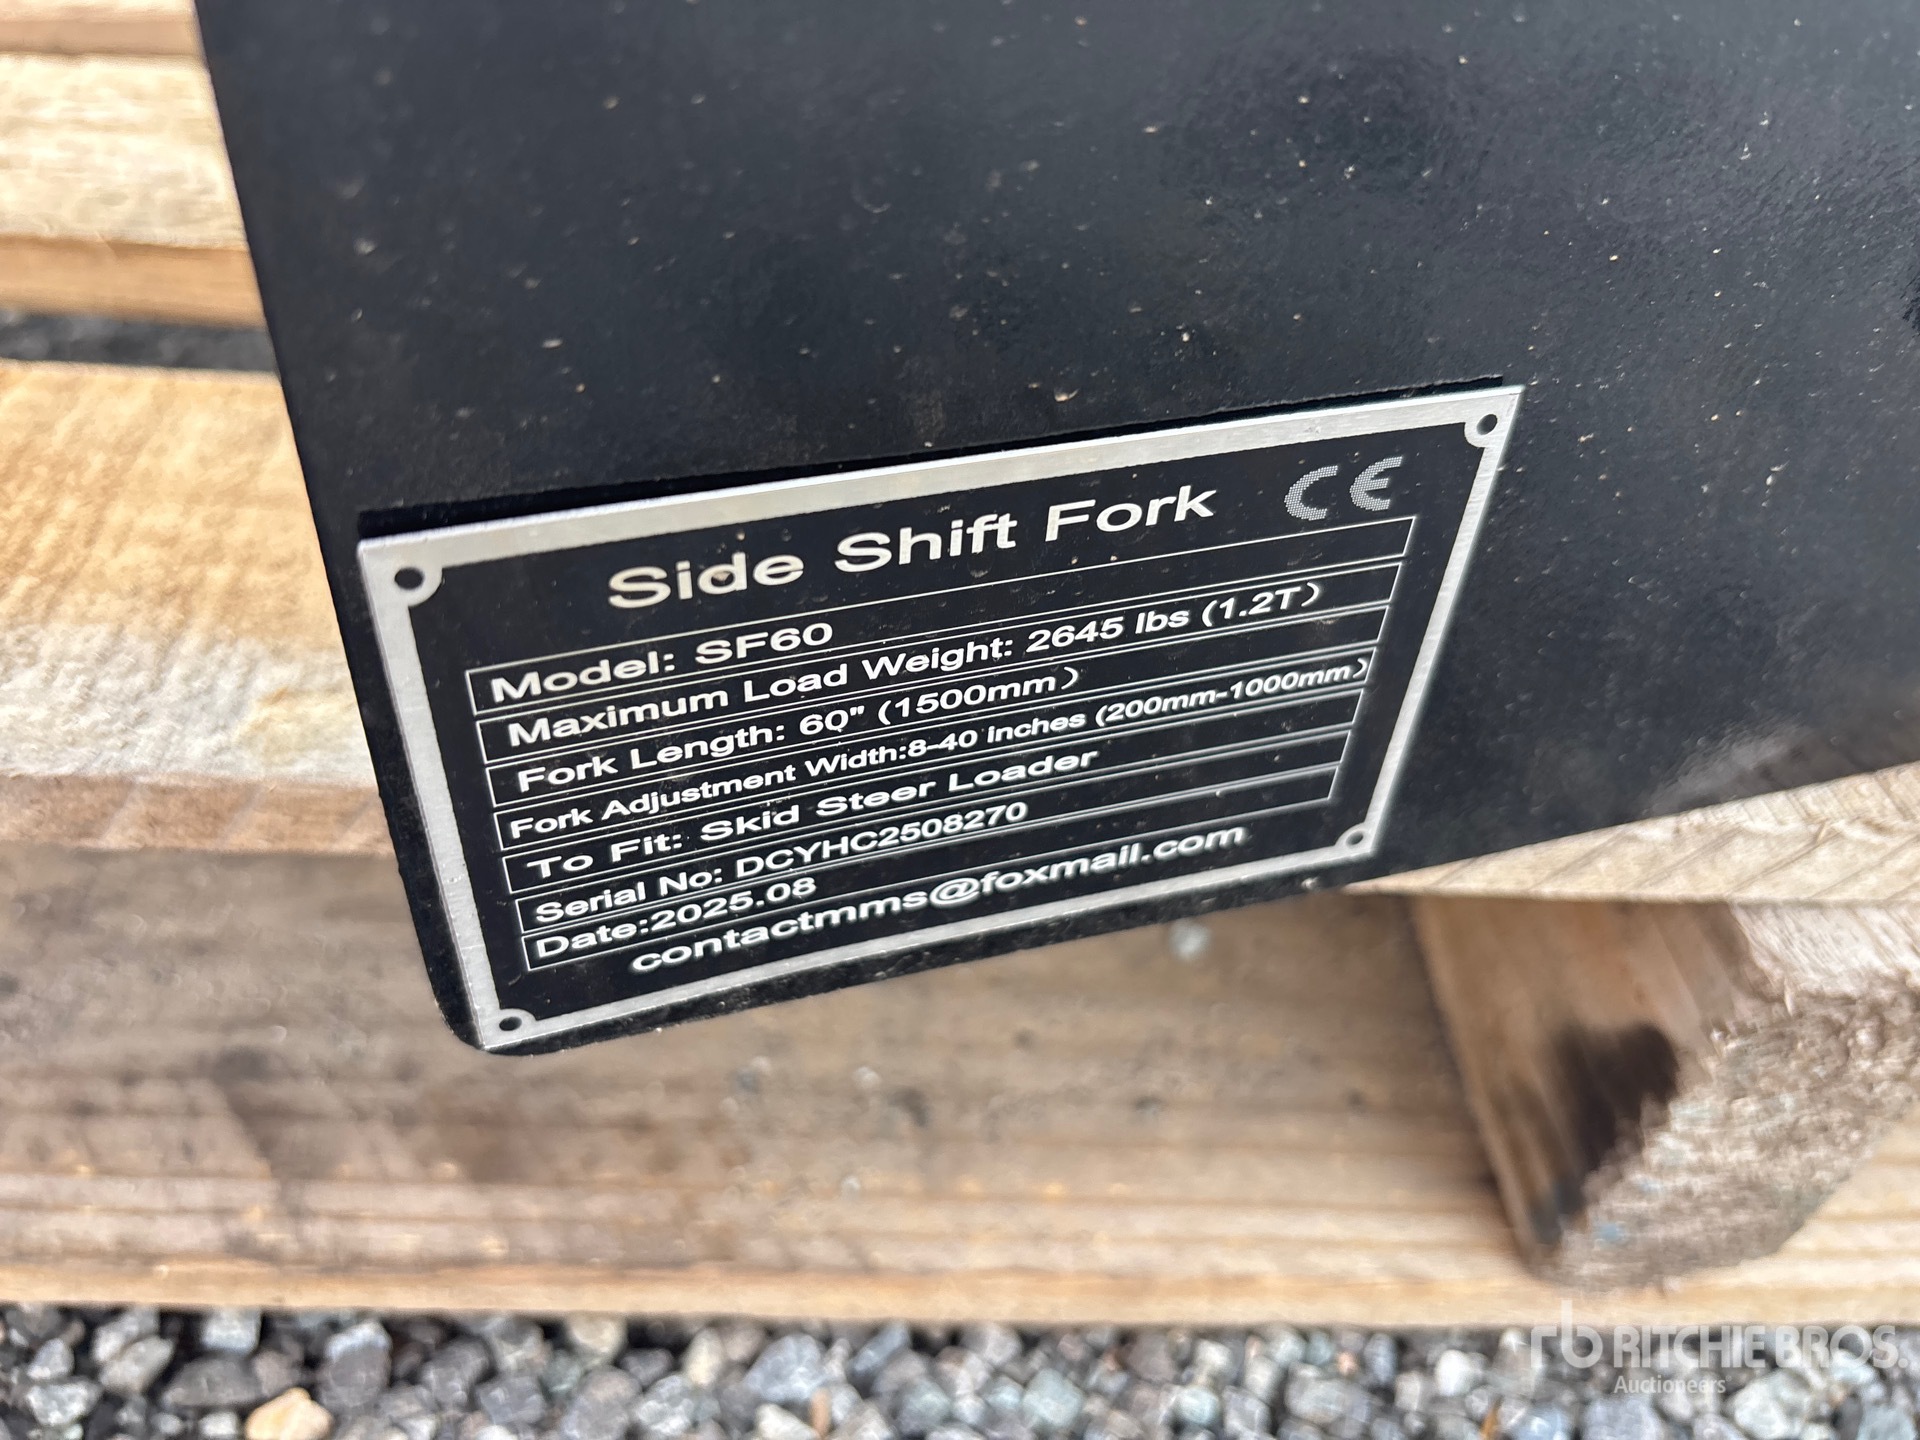 Side Shift Fork CE
Model: SF60
Maximum Load Weight: 2645 lbs (1.2T)
Fork Length: 60" (1500mm)
Fork Adjustment Width:8-40 inches (200mm-1000mm)
To Fit: Skid Steer Loader
Serial No: DCYHC2508270
Date:2025.08
contactmms@foxmail.com
rb RITCHIE BROS.
Auctioneers